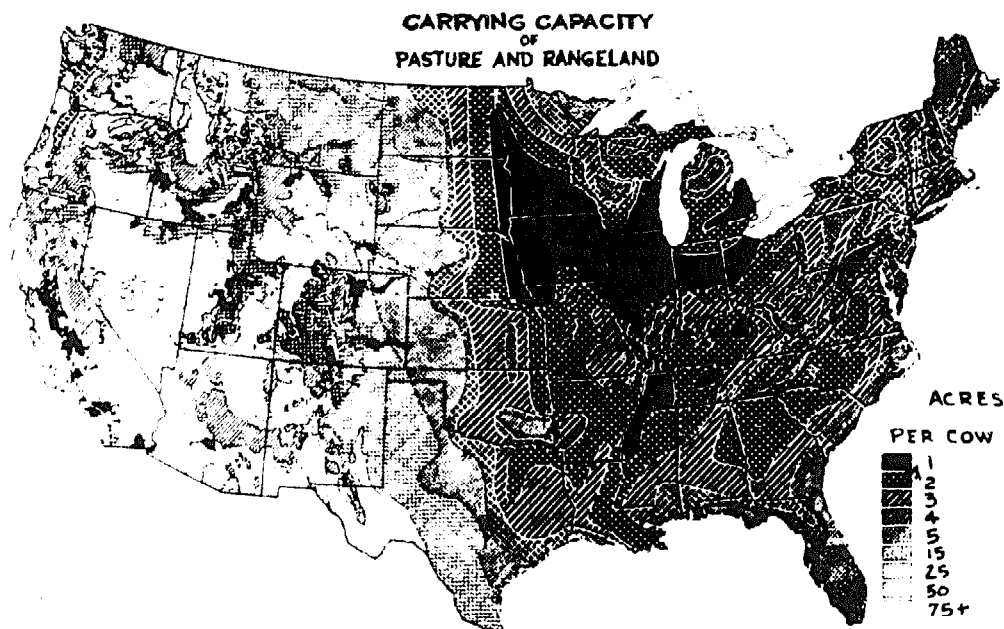 CARRYING CAPACITY
OF
PASTURE AND RANGELAND
ACRES
PER COW
1
2
3
4
5
15
25
50
75+